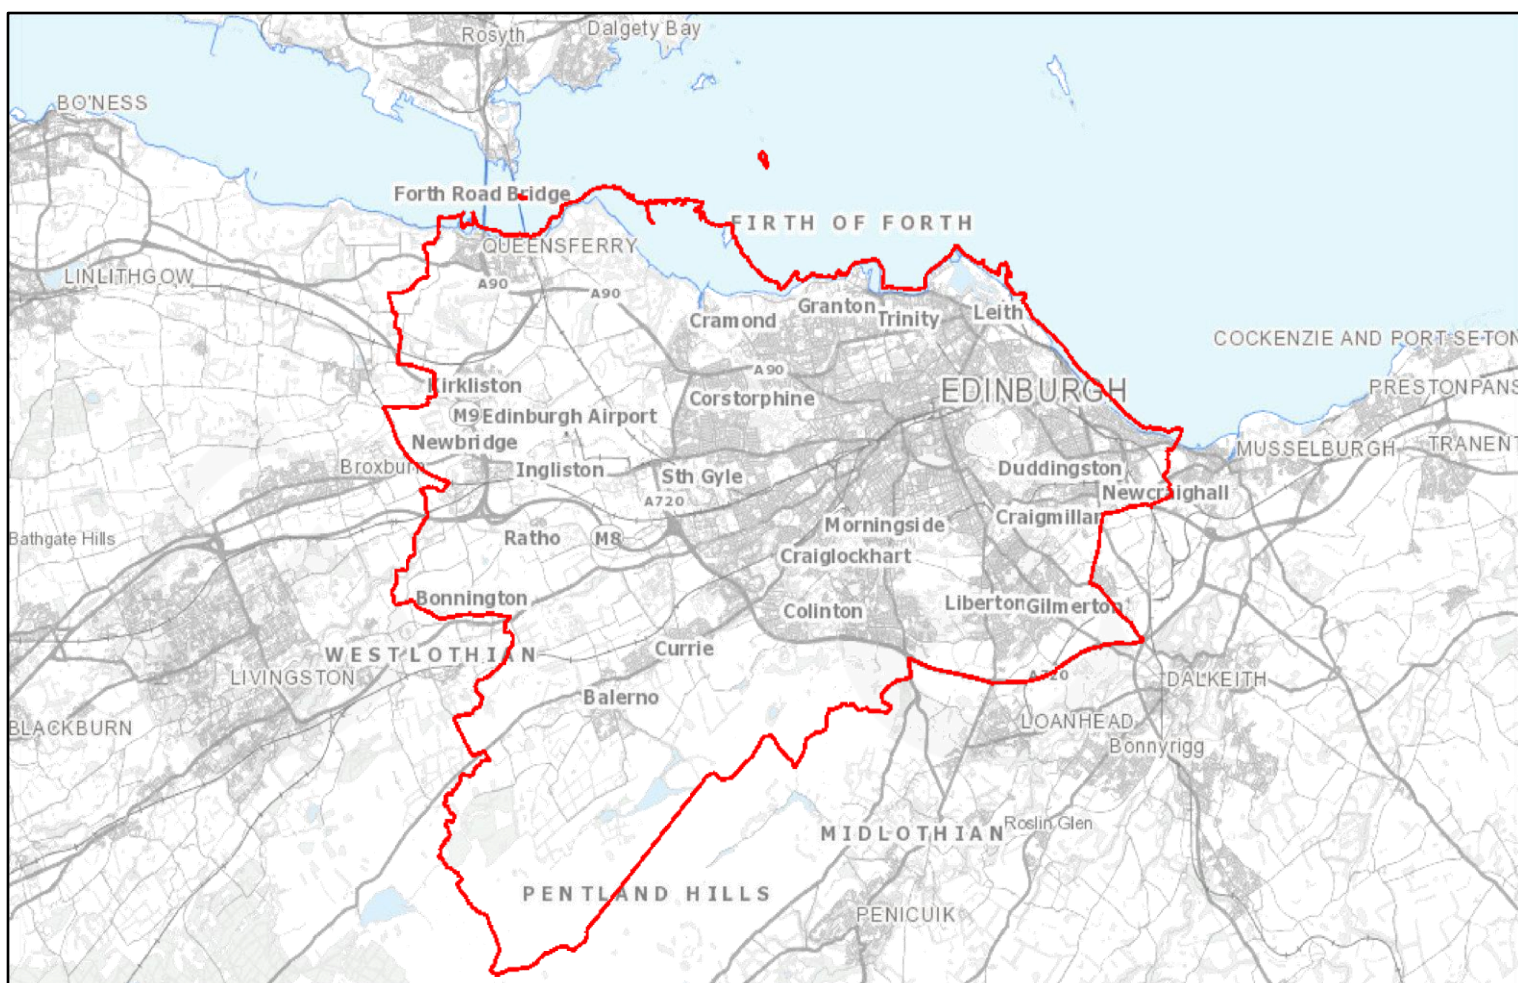 Rosyth
Dalgety Bay
BO'NESS
Forth Road Bridge
FIRTH OF FORTH
QUEENSFERRY
LINLITHGOW
A90
A90
Granton
Cramond
Trinity
Leith
COCKENZIE AND PORT SETON
A90
Kirkliston
EDINBURGH
PRESTONPANS
Corstorphine
M9
Edinburgh Airport
Newbridge
MUSSELBURGH
TRANENT
Broxburn
Ingliston
Sth Gyle
Duddingston
Newcraighall
A720
Craigmillar
Morningside
Bathgate Hills
Ratho
M8
Craiglockhart
Bonnington
Colinton
Liberton
Gilmerton
WEST LOTHIAN
Currie
LIVINGSTON
A720
DALKEITH
Balerno
BLACKBURN
LOANHEAD
Bonnyrigg
MIDLOTHIAN
Roslin Glen
PENTLAND HILLS
PENICUIK